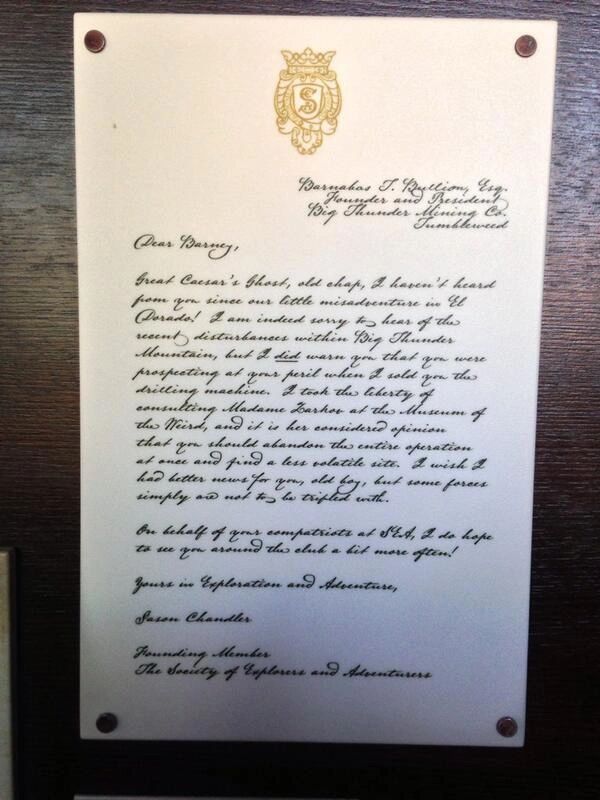 S
Barnabas T. Bullion, Esq.
Founder and President
Big Thunder Mining Co.
Tumbleweed
Dear Barney,
Great Caesar's Ghost, old chap, I haven't heard
from you since our little misadventure in El
Dorado! I am indeed sorry to hear of the
recent disturbances within Big Thunder
Mountain, but I did warn you that you were
prospecting at your peril when I sold you the
drilling machine. I took the liberty of
consulting Madame Zarkov at the Museum of
the Weird, and it is her considered opinion
that you should abandon the entire operation
at once and find a less volatile site. I wish I
had better news for you, old boy, but some forces
simply are not to be trifled with.
On behalf of your compatriots at SEA, I do hope
to see you around the club a bit more often!
Yours in Exploration and Adventure,
Jason Chandler
Founding Member
The Society of Explorers and Adventurers